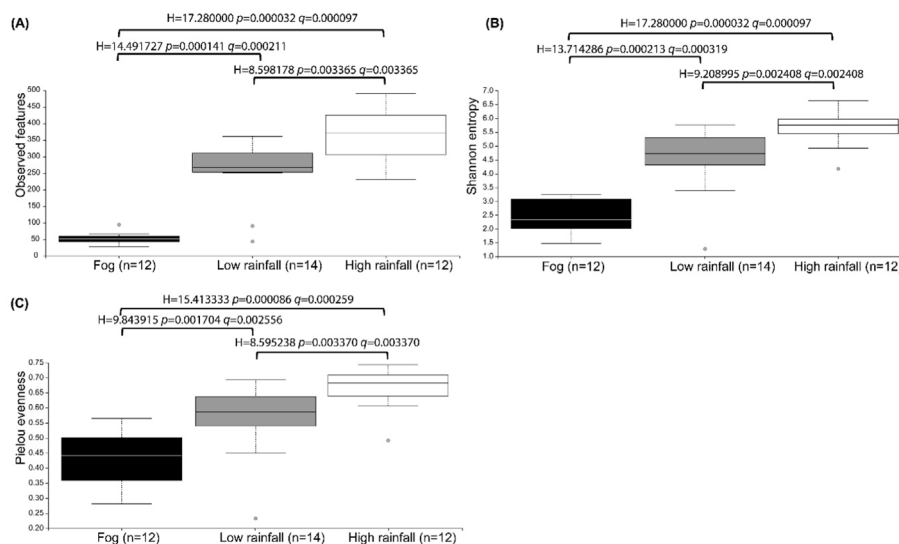 (A)
H=17.280000 p=0.000032 q=0.000097
H=14.491727 p=0.000141 q=0.000211
H=8.598178 p=0.003365 q=0.003365
Observed features
500
450
400
350
300
250
200
150
100
50
0
Fog (n=12)
Low rainfall (n=14)
High rainfall (n=12)
(B)
H=17.280000 p=0.000032 q=0.000097
H=13.714286 p=0.000213 q=0.000319
H=9.208995 p=0.002408 q=0.002408
Shannon entropy
7.0
6.5
6.0
5.5
5.0
4.5
4.0
3.5
3.0
2.5
2.0
1.5
1.0
Fog (n=12)
Low rainfall (n=14)
High rainfall (n=12
(C)
H=15.413333 p=0.000086 q=0.000259
H=9.843915 p=0.001704 q=0.002556
H=8.595238 p=0.003370 q=0.003370
Pielou evenness
0.75
0.70
0.65
0.60
0.55
0.50
0.45
0.40
0.35
0.30
0.25
0.20
Fog (n=12)
Low rainfall (n=14)
High rainfall (n=12)